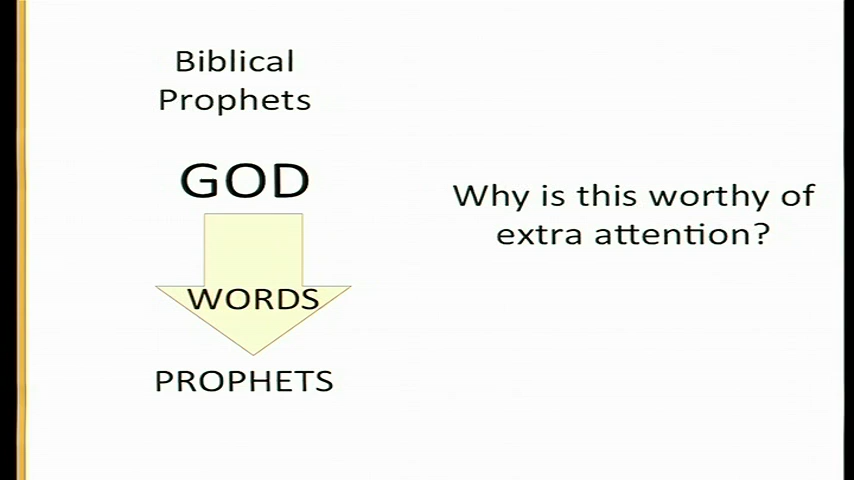 Biblical
Prophets
GOD
WORDS
PROPHETS
Why is this worthy of
extra attention?